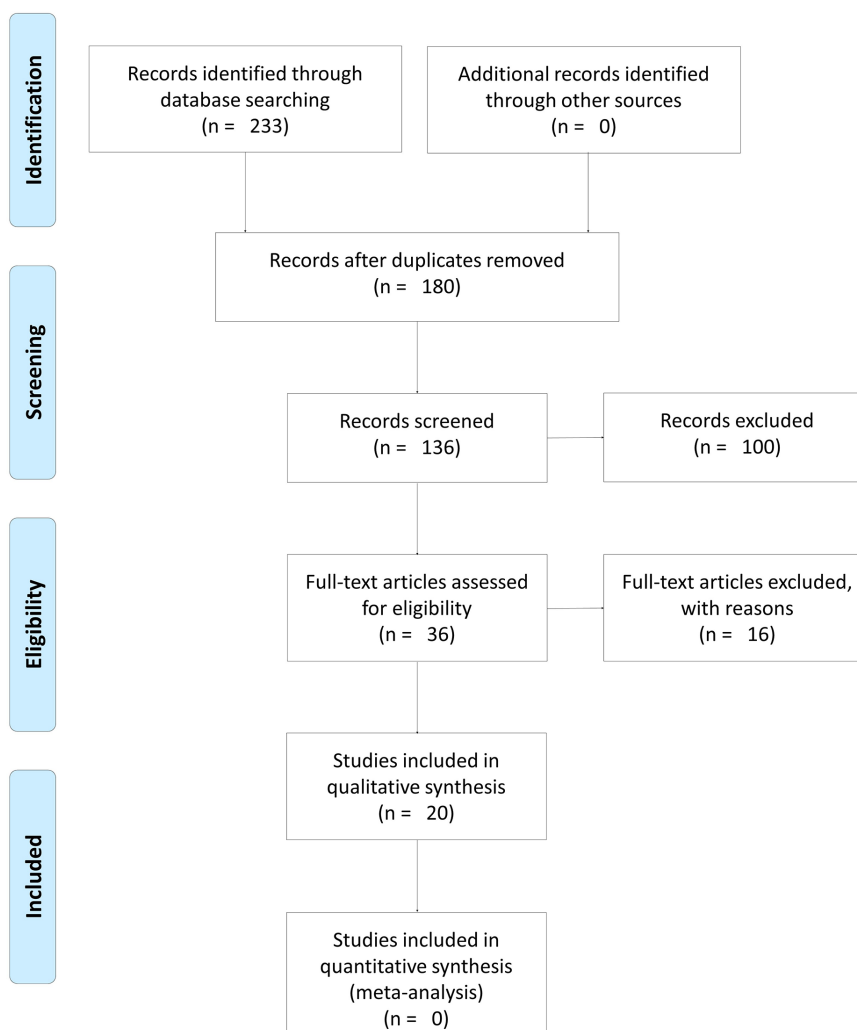 Identification
Records identified through
database searching
(n = 233)
Additional records identified
through other sources
(n = 0)
Records after duplicates removed
(n = 180)
Screening
Records screened
(n = 136)
Records excluded
(n = 100)
Eligibility
Full-text articles assessed
for eligibility
(n = 36)
Full-text articles excluded,
with reasons
(n = 16)
Included
Studies included in
qualitative synthesis
(n = 20)
Studies included in
quantitative synthesis
(meta-analysis)
(n = 0)